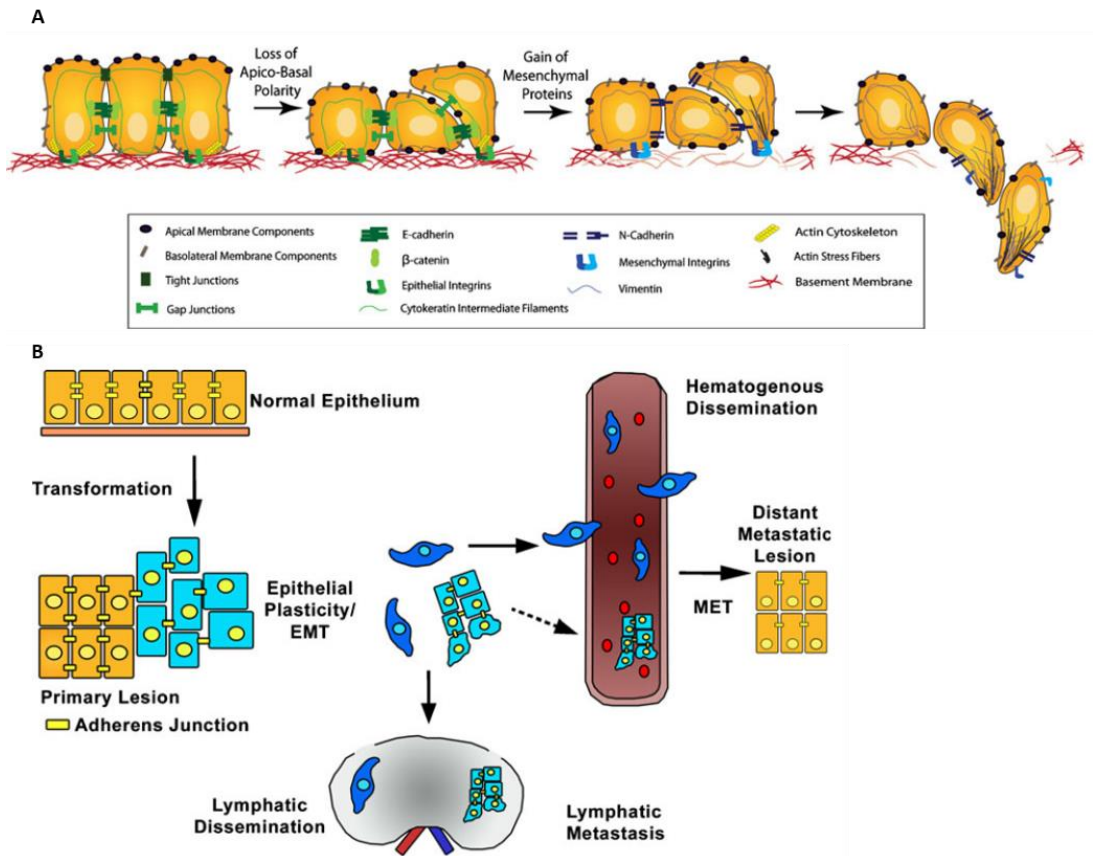 A
Loss of
Apico-Basal
Polarity
Gain of
Mesenchymal
Proteins
Apical Membrane Components
Basolateral Membrane Components
Tight Junctions
Gap Junctions
E-cadherin
β-catenin
Epithelial Integrins
Cytokeratin Intermediate Filaments
N-Cadherin
Mesenchymal Integrins
Vimentin
Actin Cytoskeleton
Actin Stress Fibers
Basement Membrane
B
Normal Epithelium
Transformation
Epithelial
Plasticity/
EMT
Primary Lesion
Adherens Junction
Hematogenous
Dissemination
Distant
Metastatic
Lesion
MET
Lymphatic
Dissemination
Lymphatic
Metastasis